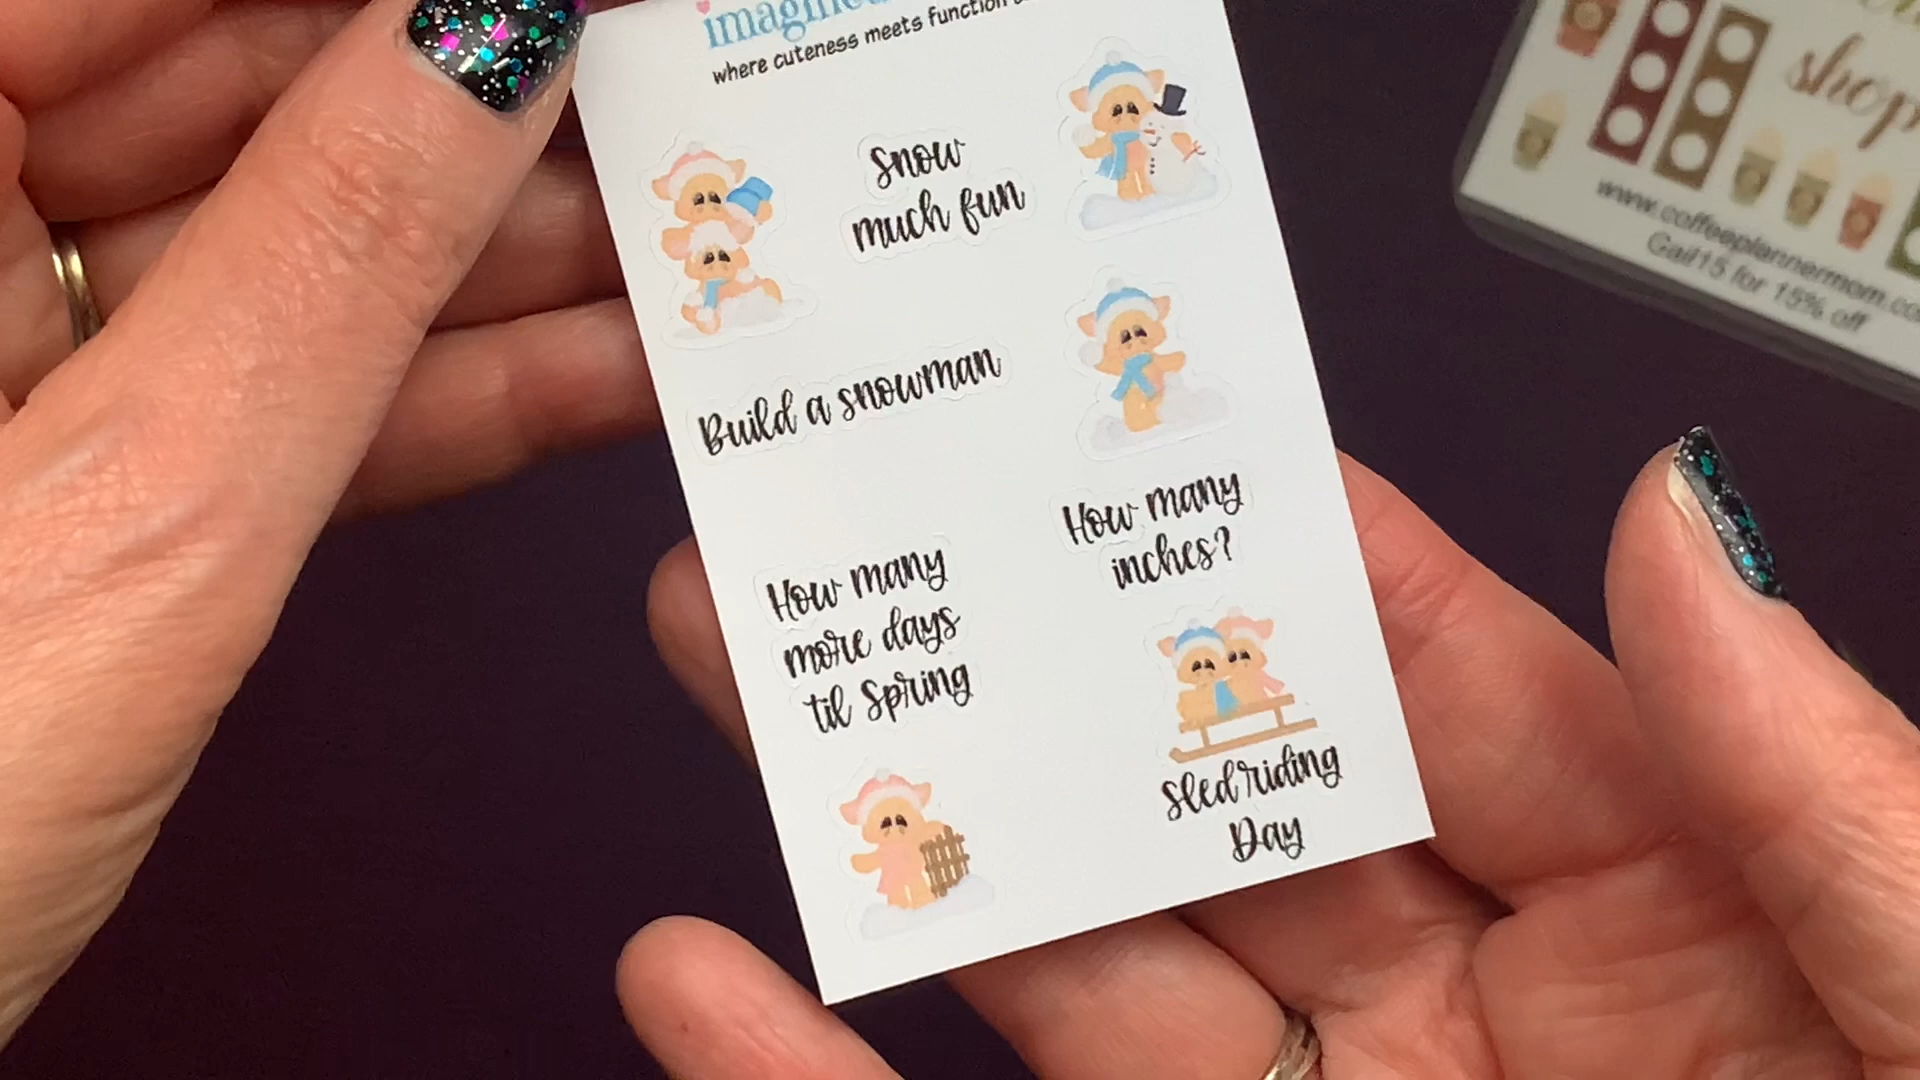 where cuteness meets function
snow
much fun
Build a snowman
How many
inches?
How many
more days
til Spring
sled riding
Day
shop
www.coffeeplannermom.co
Gail15 for 15% off